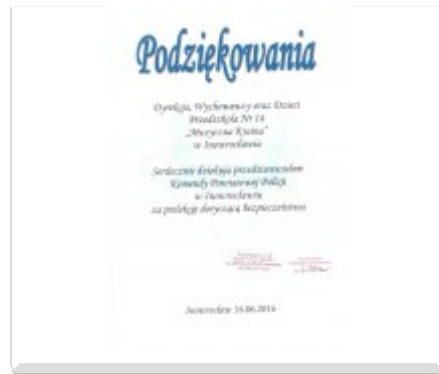 Podziękowania
Dyrekcja, Wychowawcy oraz Dzieci
Przedszkola Nr 14
„Muzyczna Kraina"
w Inowrocławiu
Serdecznie dziękują przedstawicielom
Komendy Powiatowej Policji
w Inowrocławiu
za prelekcję dotyczącą bezpieczeństwa
Inowrocław 16.06.2016